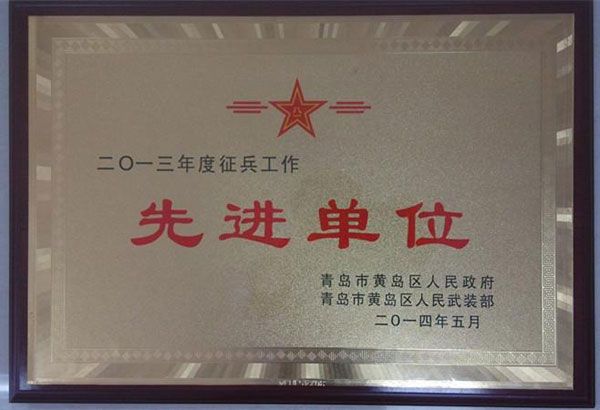 二〇一三年度征兵工作
先进单位
青岛市黄岛区人民政府
青岛市黄岛区人民武装部
二〇一四年五月